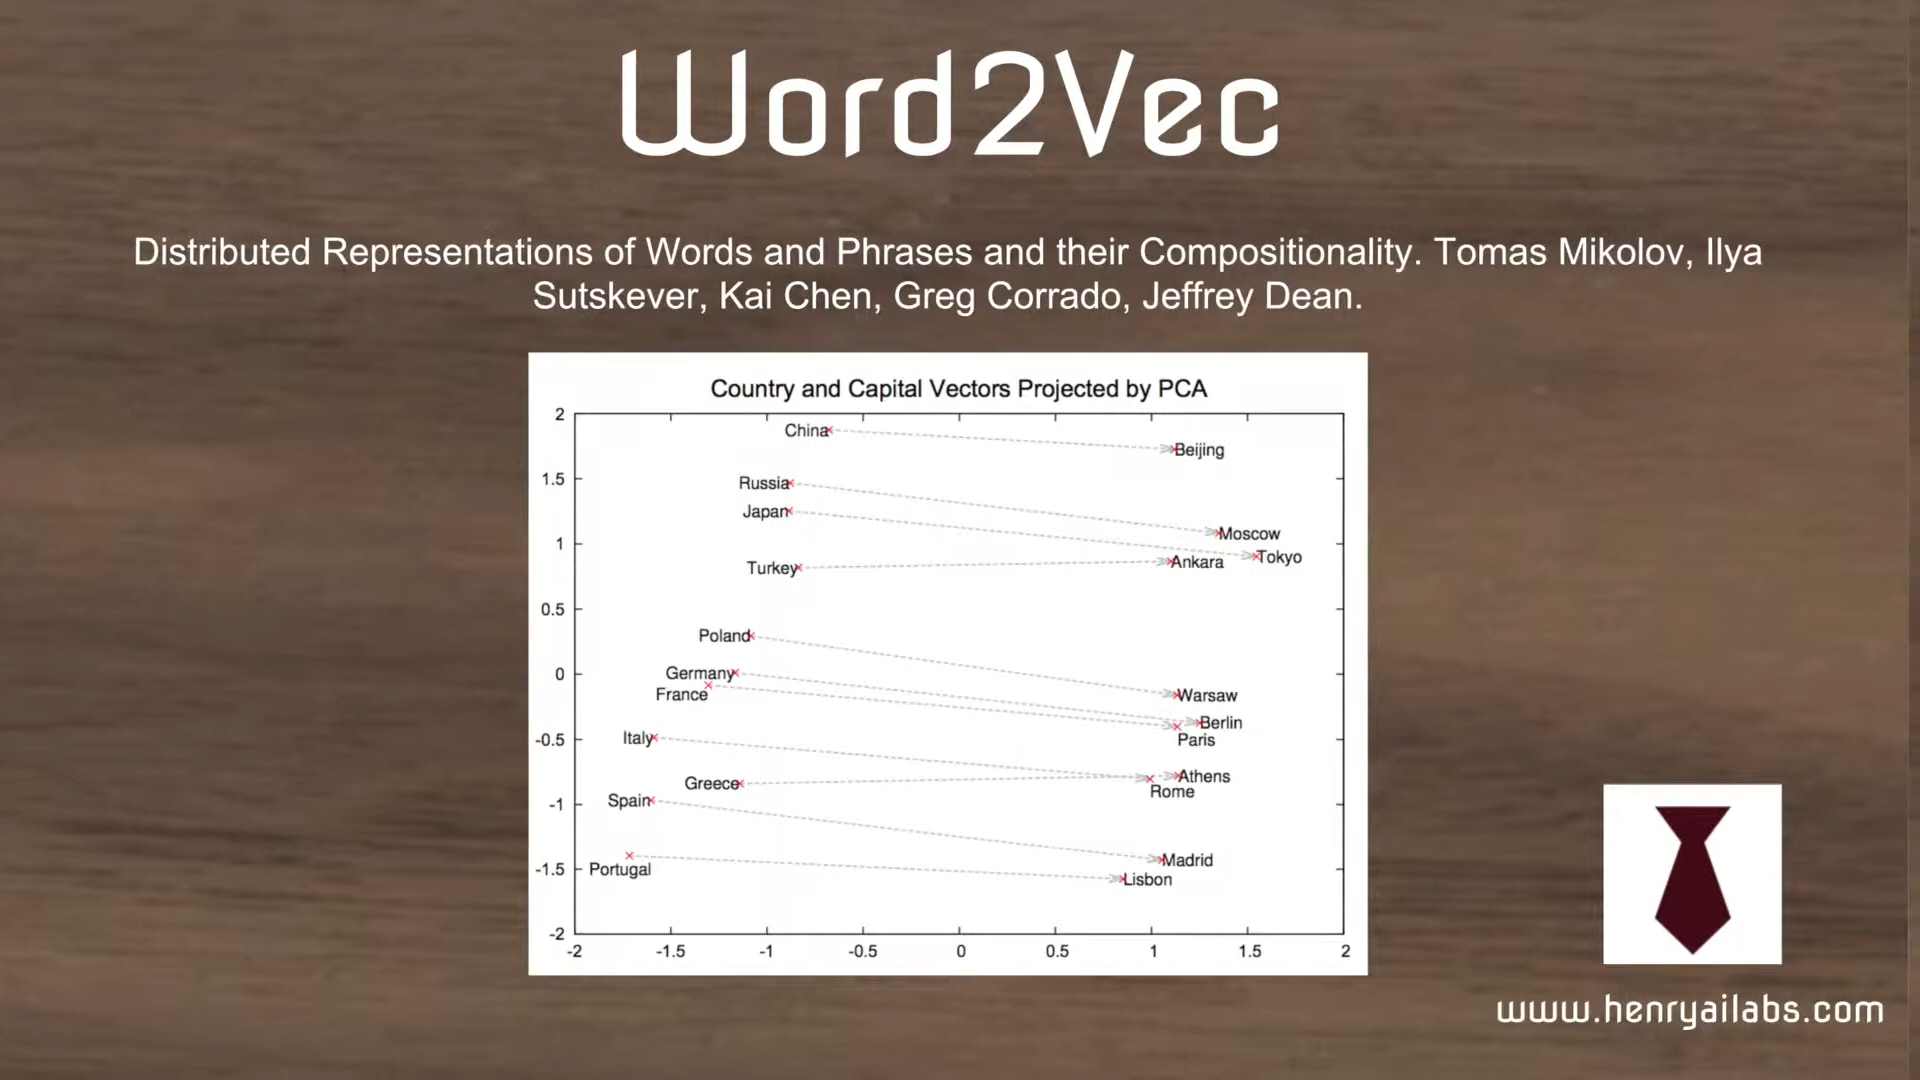 Word2Vec
Distributed Representations of Words and Phrases and their Compositionality. Tomas Mikolov, Ilya
Sutskever, Kai Chen, Greg Corrado, Jeffrey Dean.
Country and Capital Vectors Projected by PCA
2
China
Beijing
1.5
Russia
Japan
Moscow
1
Tokyo
Turkey
Ankara
0.5
Poland
0
Germany
France
Warsaw
Berlin
-0.5
Italy
Paris
Greece
Athens
Rome
-1
Spain
Madrid
-1.5
Portugal
Lisbon
-2
-2 -1.5 -1 -0.5 0 0.5 1 1.5 2
www.henryailabs.com